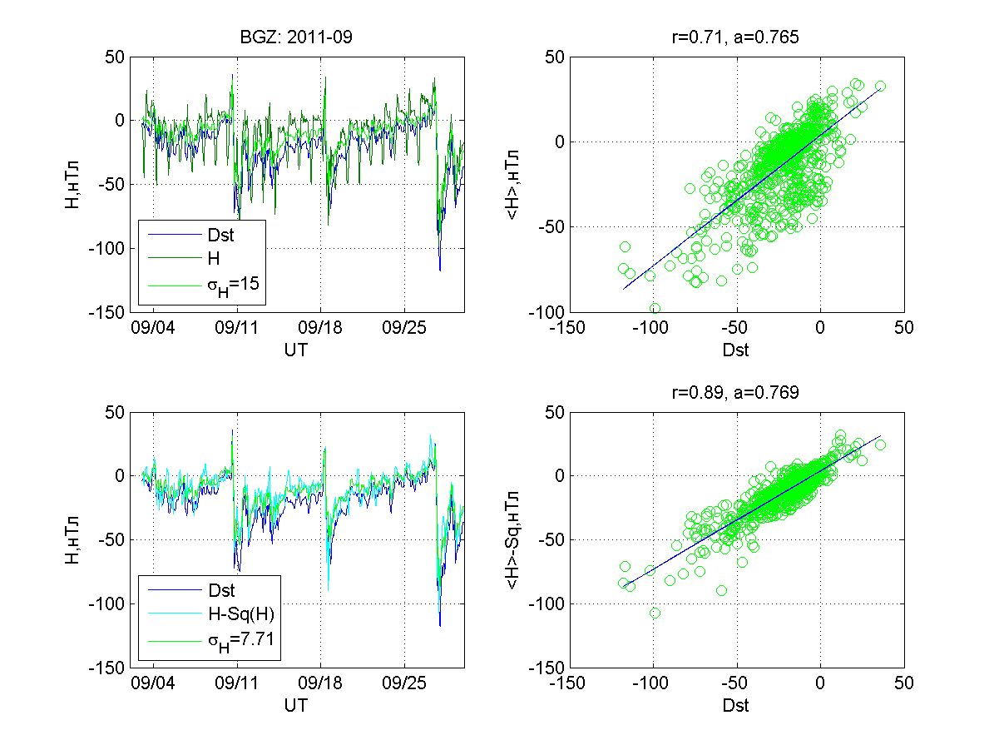 BGZ: 2011-09
50
0
-50
-100
-150
H,нТл
Dst
H
σH=15
09/04 09/11 09/18 09/25
UT
r=0.71, a=0.765
50
0
-50
-100
<H>,нТл
-150 -100 -50 0 50
Dst
50
0
-50
-100
-150
H,нТл
Dst
H-Sq(H)
σH=7.71
09/04 09/11 09/18 09/25
UT
r=0.89, a=0.769
50
0
-50
-100
-150
<H>-Sq,нТл
-150 -100 -50 0 50
Dst